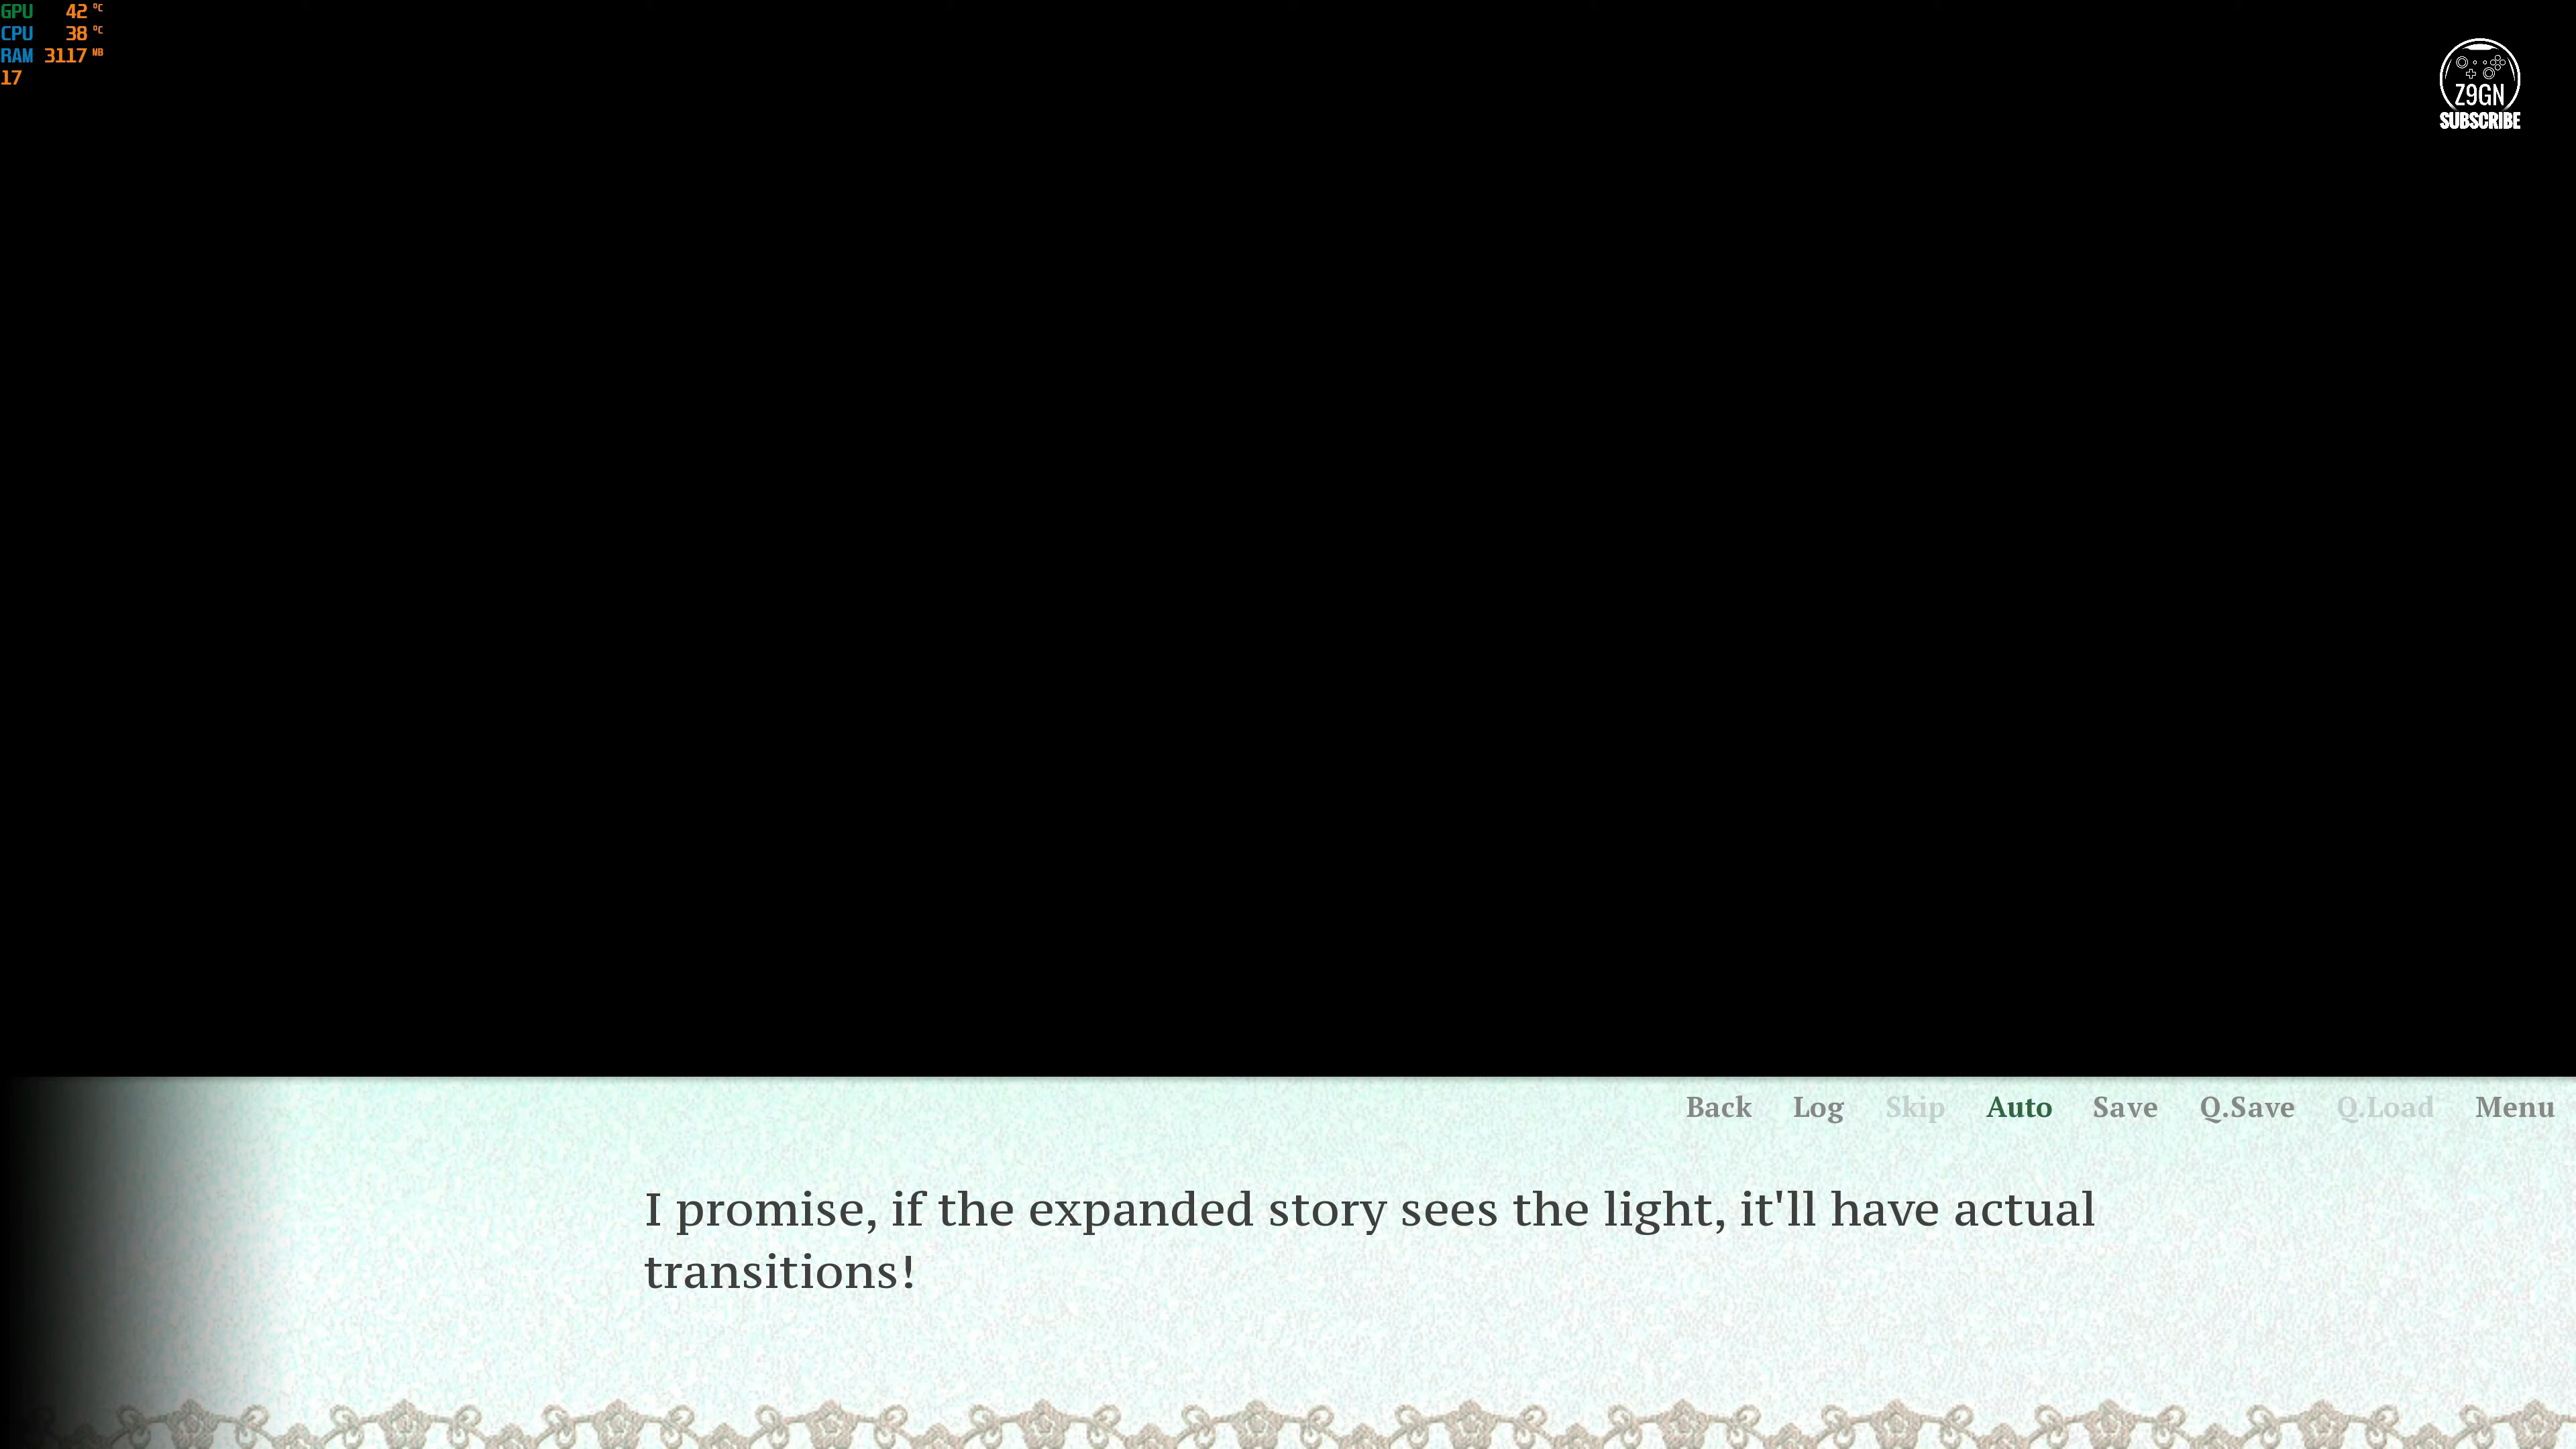 GPU 42 °C
CPU 38 °C
RAM 3117 MB
17
Z9GN
SUBSCRIBE
Back Log Skip Auto Save Q.Save Q.Load Menu
I promise, if the expanded story sees the light, it'll have actual
transitions!